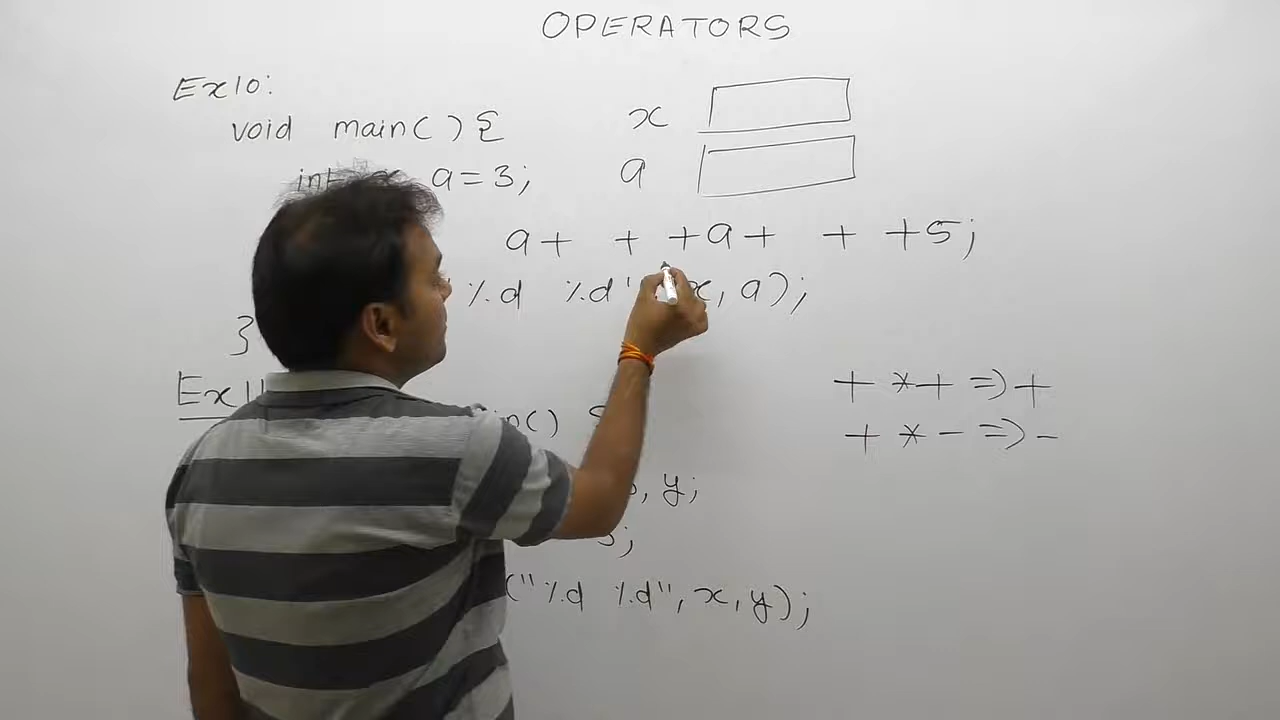 OPERATORS
Ex10:
void main() {
x
int a=3;
a
a+ + +a+ + +5;
%d %d" x, a);
}
+ * + => +
Ex11
+ * - => -
() 
, y;
;
("%d %d", x, y);